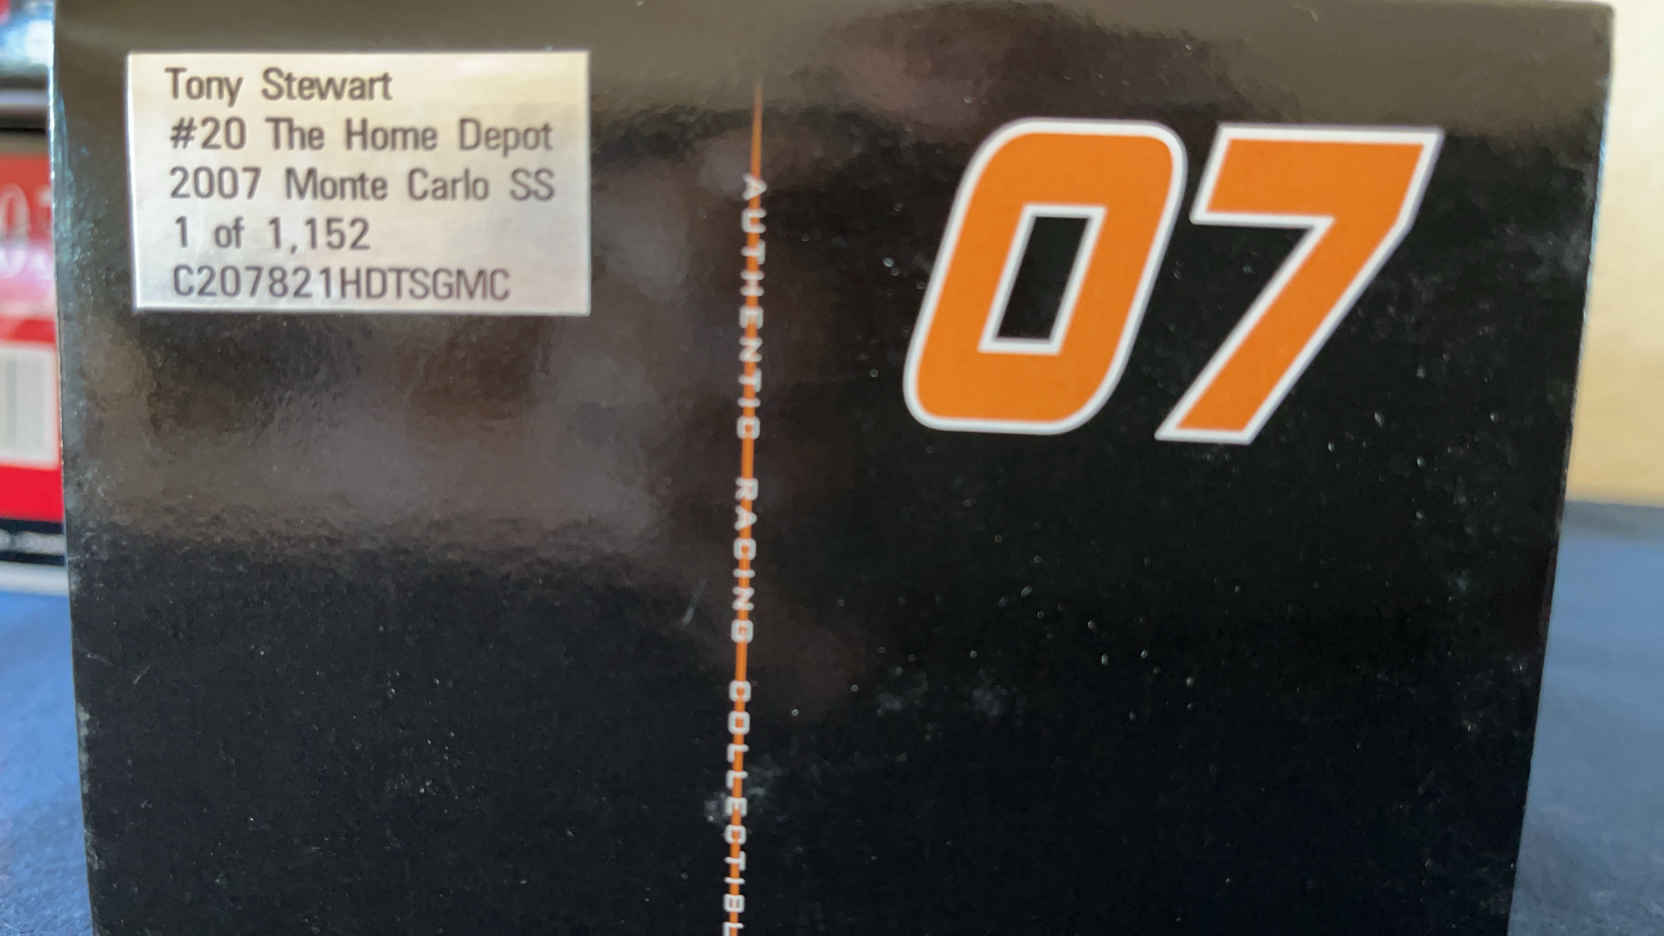 Tony Stewart
#20 The Home Depot
2007 Monte Carlo SS
1 of 1,152
C207821HDTSGMC
AUTHENTIC RACING COLLECTIBL
07